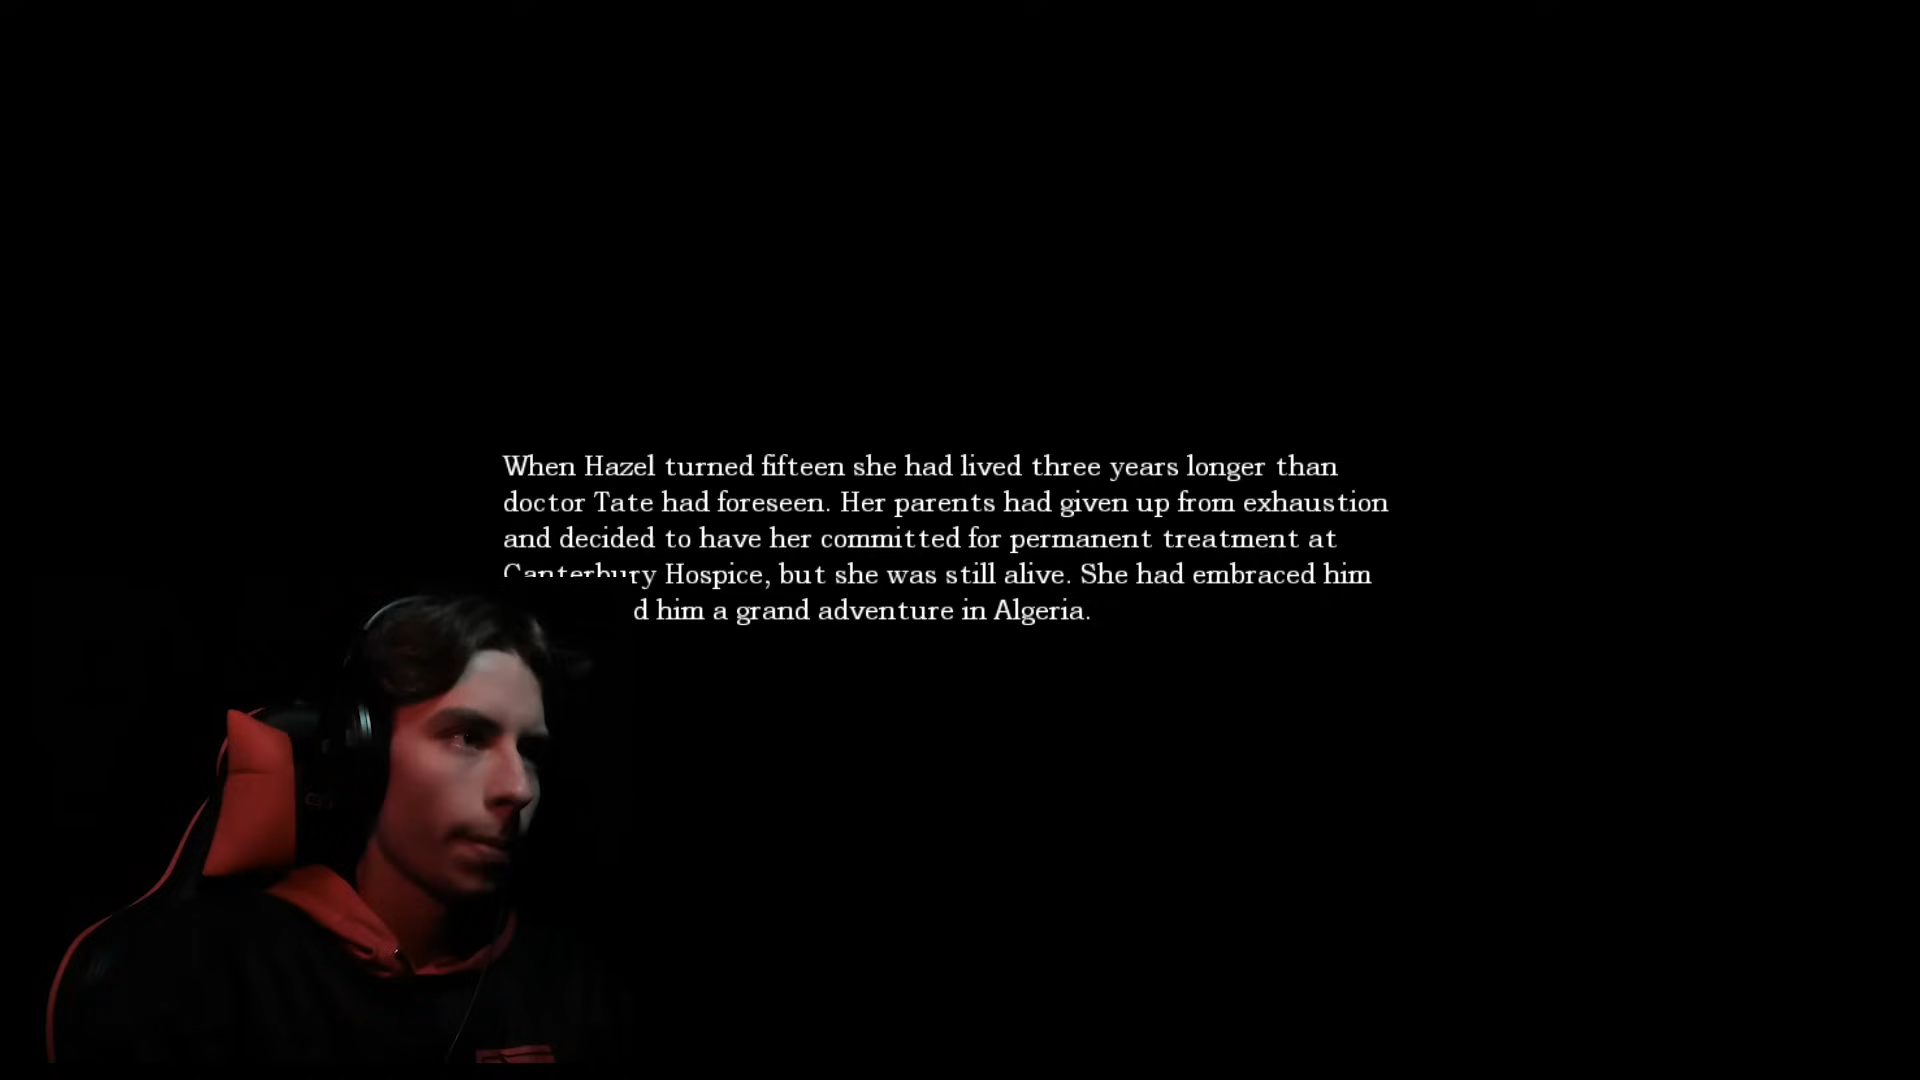 When Hazel turned fifteen she had lived three years longer than
doctor Tate had foreseen. Her parents had given up from exhaustion
and decided to have her committed for permanent treatment at
Canterbury Hospice, but she was still alive. She had embraced him
him a grand adventure in Algeria.